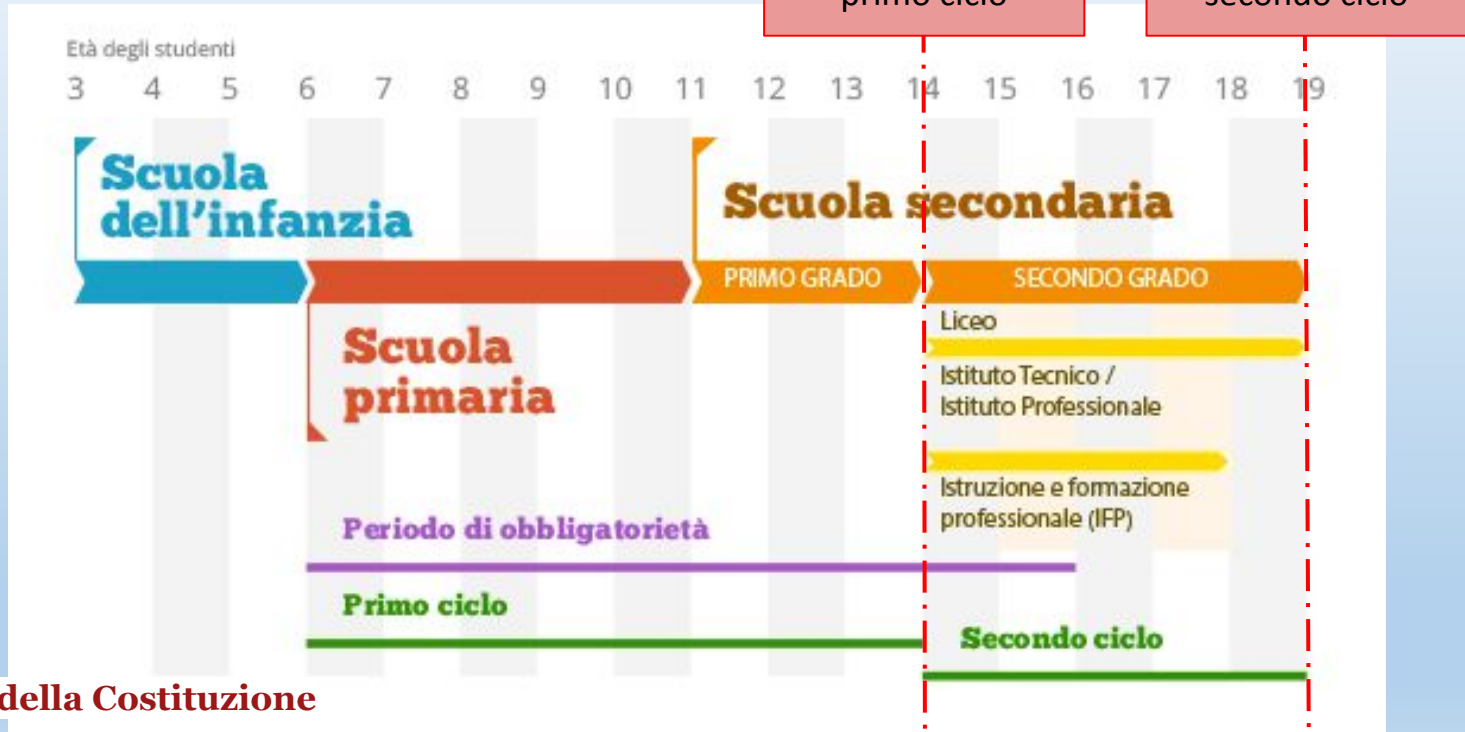 primo ciclo
secondo ciclo
Età degli studenti
3 4 5 6 7 8 9 10 11 12 13 14 15 16 17 18 19
Scuola
dell'infanzia
Scuola secondaria
PRIMO GRADO
SECONDO GRADO
Scuola
primaria
Liceo
Istituto Tecnico /
Istituto Professionale
Istruzione e formazione
professionale (IFP)
Periodo di obbligatorietà
Primo ciclo
Secondo ciclo
della Costituzione